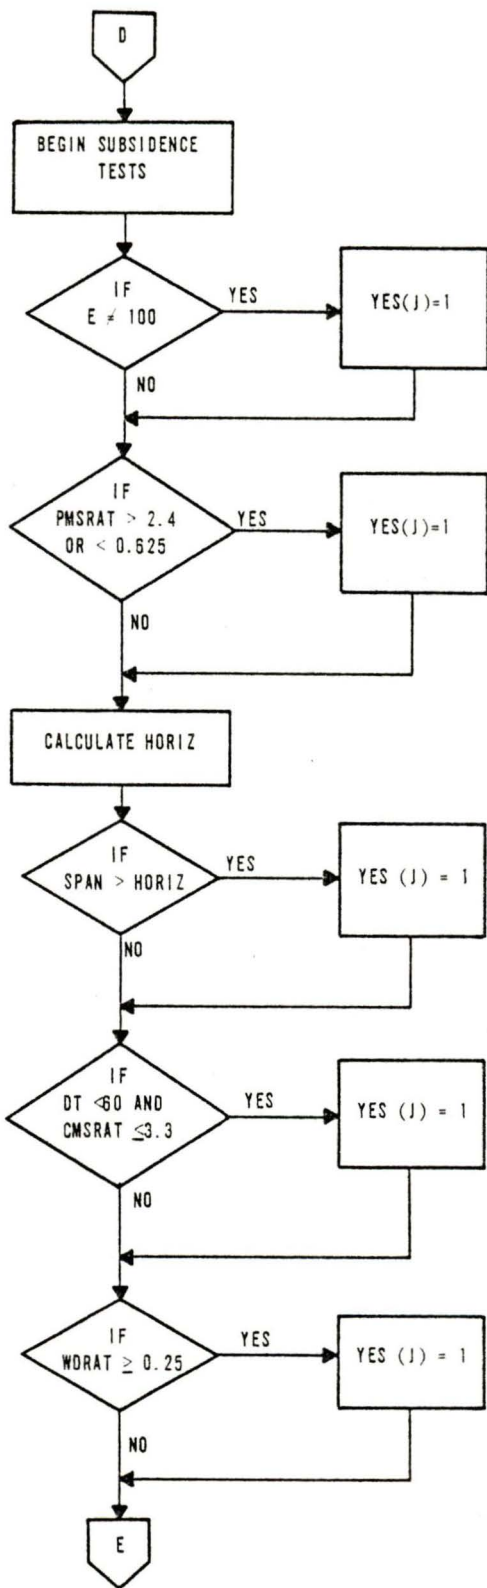 D
BEGIN SUBSIDENCE
TESTS
IF
E ≠ 100
YES
YES(J)=1
NO
IF
PMSRAT > 2.4
OR < 0.625
YES
YES(J)=1
NO
CALCULATE HORIZ
IF
SPAN > HORIZ
YES
YES (J) = 1
NO
IF
DT <60 AND
CMSRAT ≤3.3
YES
YES (J) = 1
NO
IF
WDRAT ≥ 0.25
YES
YES (J) = 1
NO
E